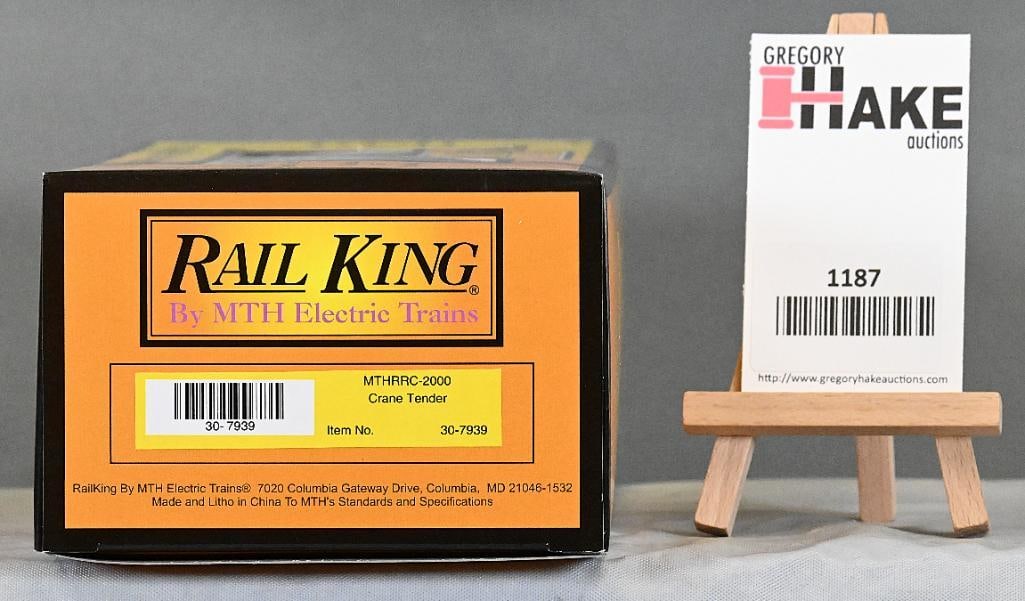 RAIL KING®
By MTH Electric Trains
MTHRRC-2000
Crane Tender
30-7939
Item No. 30-7939
RailKing By MTH Electric Trains® 7020 Columbia Gateway Drive, Columbia, MD 21046-1532
Made and Litho in China To MTH's Standards and Specifications
GREGORY
HAKE
auctions
1187
http://www.gregoryhakeauctions.com